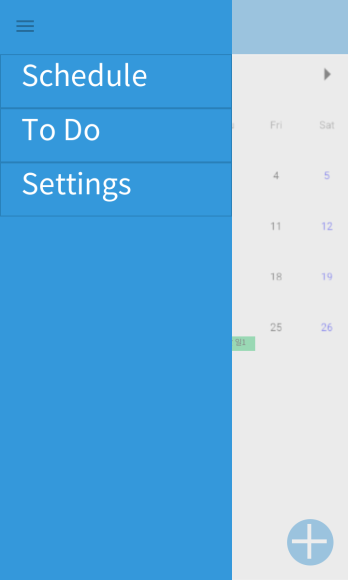 Schedule
To Do
Settings
Fri Sat
4 5
11 12
18 19
25 26